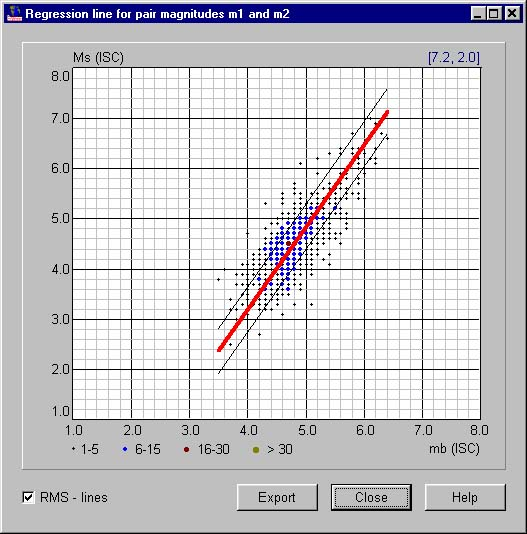 Regression line for pair magnitudes m1 and m2
Ms (ISC) [7.2, 2.0]
8.0
7.0
6.0
5.0
4.0
3.0
2.0
1.0
1.0 2.0 3.0 4.0 5.0 6.0 7.0 8.0
1-5 6-15 16-30 > 30 mb (ISC)
RMS - lines Export Close Help